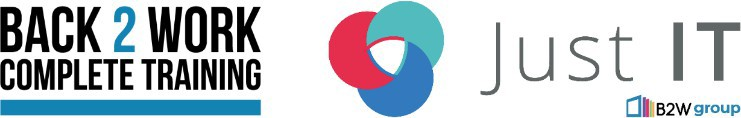 BACK 2 WORK
COMPLETE TRAINING
Just IT
B2W group